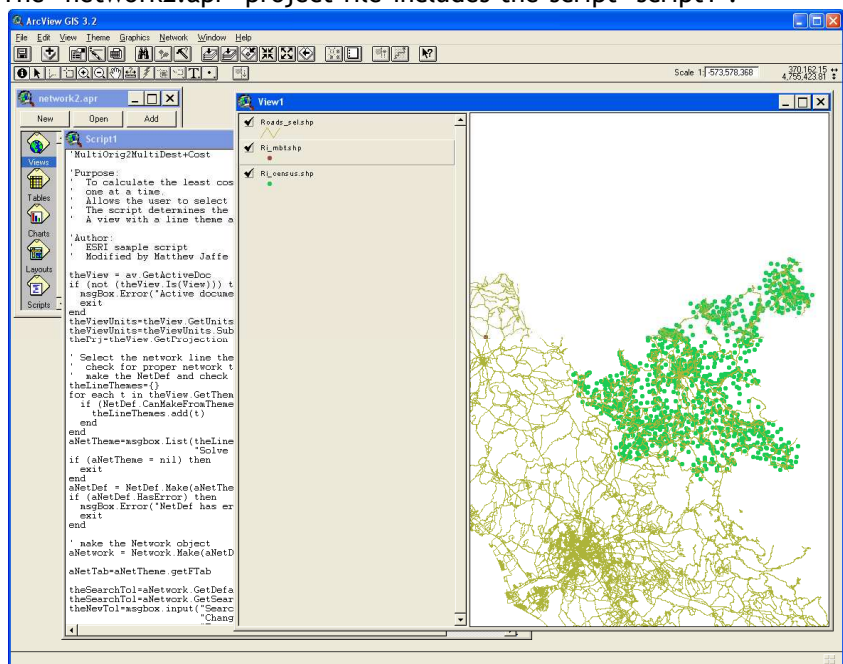 The "network2.apr" project file includes the script "script1".
ArcView GIS 3.2
File Edit View Theme Graphics Network Window Help
Scale 1: -573,578,368
370,162.15
4,755,423.81
network2.apr
New Open Add
Views
Tables
Charts
Layouts
Scripts
Script1
'MultiOrig2MultiDest+Cost
'Purpose:
' To calculate the least cos
' one at a time.
' Allows the user to select
' The script determines the
' A view with a line theme a
'Author:
' ESRI sample script
' Modified by Matthew Jaffe
theView = av.GetActiveDoc
if (not (theView.Is(View))) t
msgBox.Error("Active docume
exit
end
theViewUnits=theView.GetUnits
theViewUnits=theViewUnits.Sub
thePrj=theView.GetProjection
' Select the network line the
' check for proper network t
' make the NetDef and check
theLineThemes={}
for each t in theView.GetThem
if (NetDef.CanMakeFromTheme
theLineThemes.add(t)
end
end
aNetTheme=msgbox.List(theLine
"Solve
if (aNetTheme = nil) then
exit
end
aNetDef = NetDef.Make(aNetThe
if (aNetDef.HasError) then
msgBox.Error("NetDef has er
exit
end
' make the Network object
aNetwork = Network.Make(aNetD
aNetTab=aNetTheme.getFTab
theSearchTol=aNetwork.GetDefa
theSearchTol=aNetwork.GetSear
theNewTol=msgbox.input("Searc
"Chang
View1
Roads_sel.shp
Ri_mbt.shp
Ri_census.shp